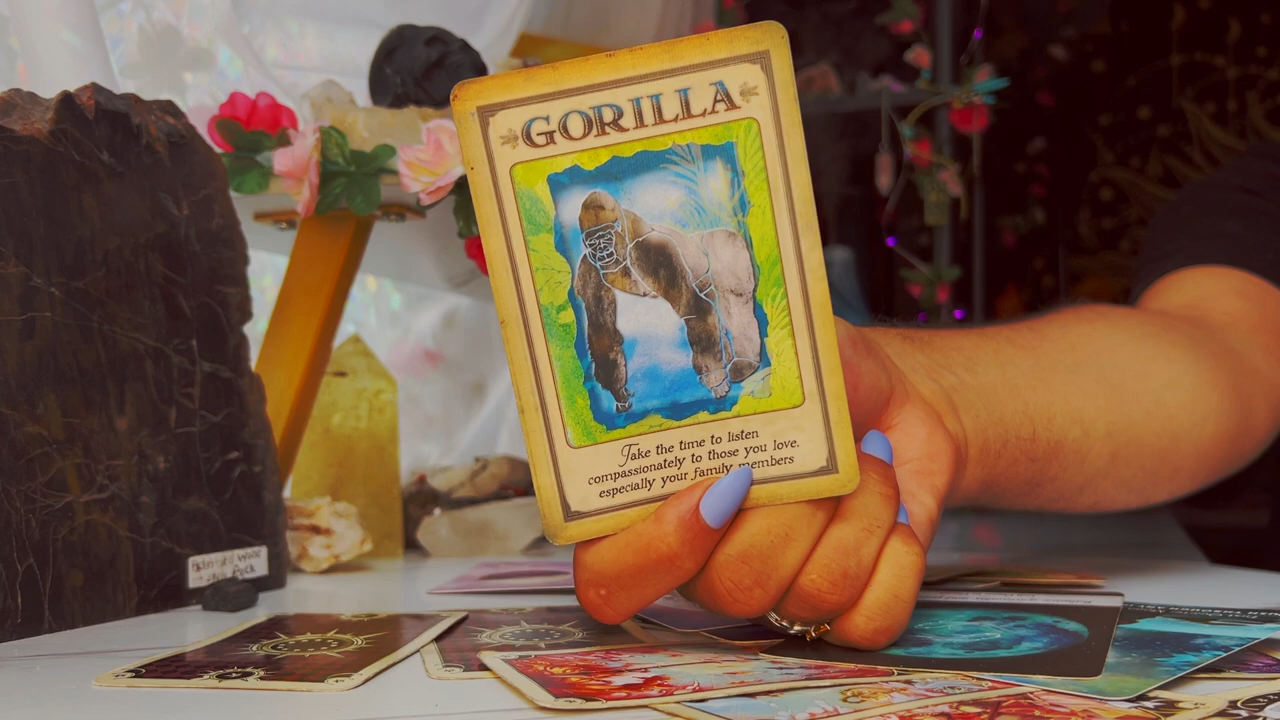 GORILLA
Take the time to listen
compassionately to those you love,
especially your family members